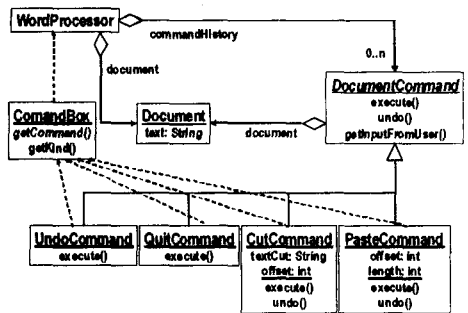 WordProcessor
commandHistory
0..n
document
DocumentCommand
execute()
undo()
getInputFromUser()
ComandBox
getCommand()
getKind()
Document
text: String
document
UndoCommand
execute()
QuitCommand
execute()
CutCommand
textCut: String
offset: int
execute()
undo()
PasteCommand
offset: int
length: int
execute()
undo()